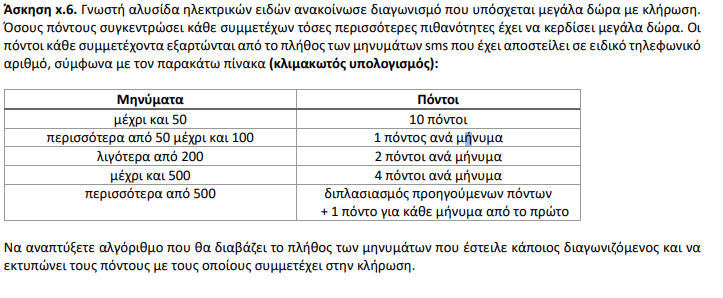 Άσκηση x.6. Γνωστή αλυσίδα ηλεκτρικών ειδών ανακοίνωσε διαγωνισμό που υπόσχεται μεγάλα δώρα με κλήρωση.
Όσους πόντους συγκεντρώσει κάθε συμμετέχων τόσες περισσότερες πιθανότητες έχει να κερδίσει μεγάλα δώρα. Οι
πόντοι κάθε συμμετέχοντα εξαρτώνται από το πλήθος των μηνυμάτων sms που έχει αποστείλει σε ειδικό τηλεφωνικό
αριθμό, σύμφωνα με τον παρακάτω πίνακα (κλιμακωτός υπολογισμός):
Μηνύματα Πόντοι
μέχρι και 50 10 πόντοι
περισσότερα από 50 μέχρι και 100 1 πόντος ανά μήνυμα
λιγότερα από 200 2 πόντοι ανά μήνυμα
μέχρι και 500 4 πόντοι ανά μήνυμα
περισσότερα από 500 διπλασιασμός προηγούμενων πόντων
+ 1 πόντο για κάθε μήνυμα από το πρώτο
Να αναπτύξετε αλγόριθμο που θα διαβάζει το πλήθος των μηνυμάτων που έστειλε κάποιος διαγωνιζόμενος και να
εκτυπώνει τους πόντους με τους οποίους συμμετέχει στην κλήρωση.